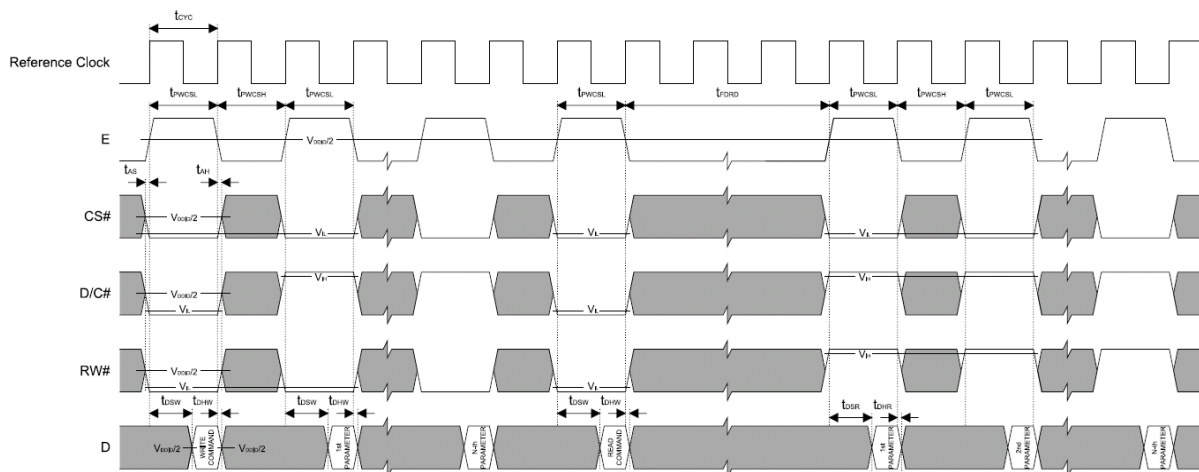 tCYC
Reference Clock
tPWCSL tPWCSH tPWCSL tPWCSL tFDRD tPWCSL tPWCSH tPWCSL
E
VDDIO/2
tAS tAH
CS#
VDDIO/2
VIL VIL VIL
D/C#
VIH VIH
VDDIO/2
VIL VIL
RW#
VIH
VDDIO/2
VIL VIL
tDSW tDHW tDSW tDHW tDSW tDHW tDSR tDHR
D
VDDIO/2
WRITE
COMMAND
VDDIO/2
1st
PARAMETER
N-th
PARAMETER
READ
COMMAND
1st
PARAMETER
2nd
PARAMETER
N-th
PARAMETER